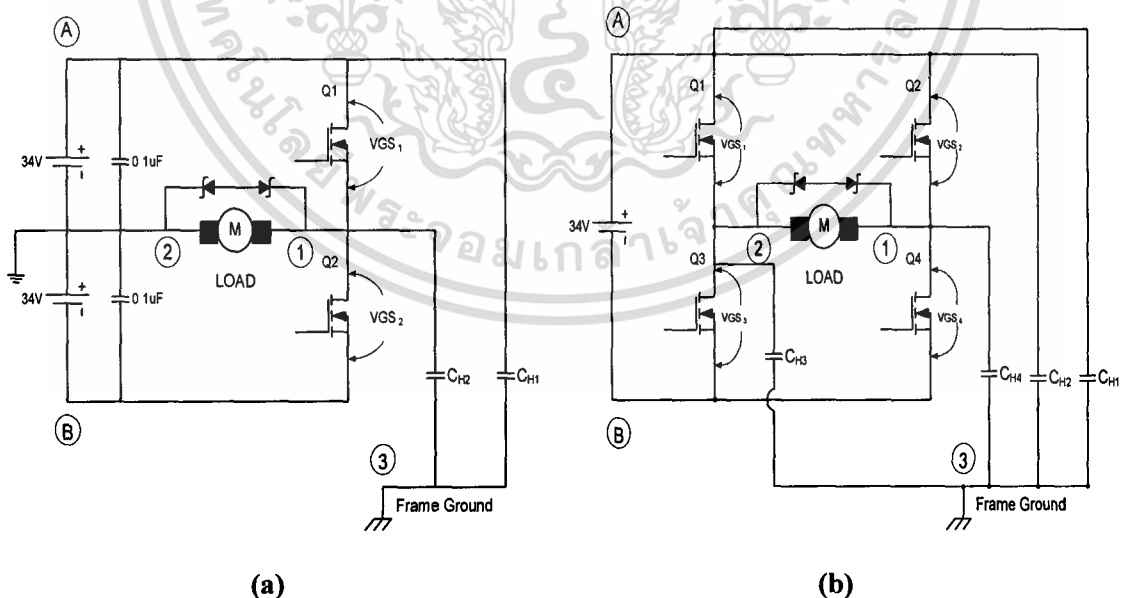 A
Q1
VGS1
34V
+
0 1uF
M
2
1
LOAD
Q2
VGS2
34V
+
0 1uF
CH2
CH1
B
3
Frame Ground
(a)
A
Q1
Q2
VGS1
VGS2
34V
+
M
2
1
LOAD
Q3
Q4
VGS3
VGS4
CH3
CH4
CH2
CH1
B
3
Frame Ground
(b)